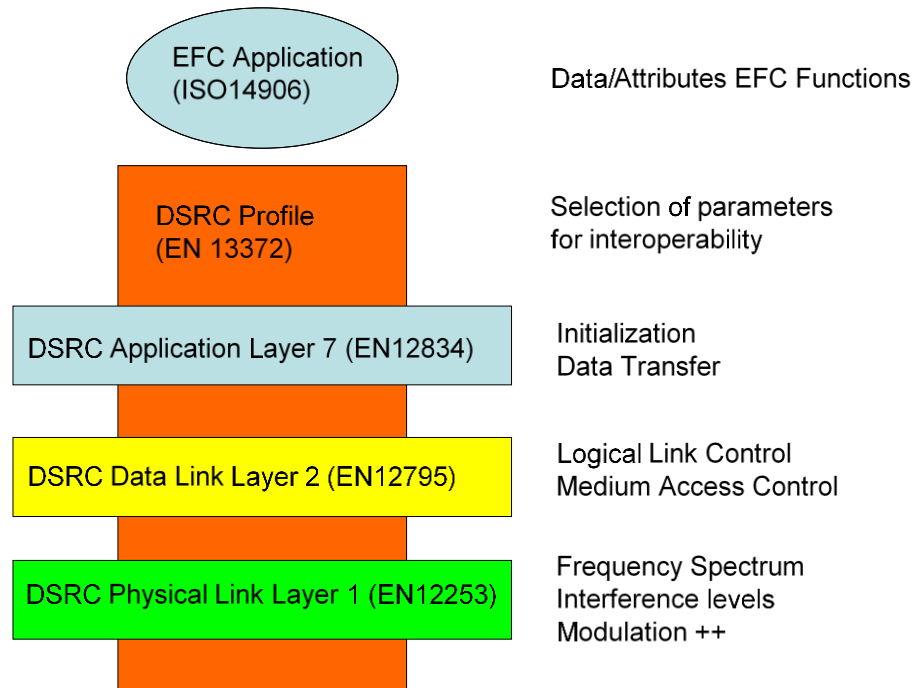 EFC Application
(ISO14906)
Data/Attributes EFC Functions
DSRC Profile
(EN 13372)
Selection of parameters
for interoperability
DSRC Application Layer 7 (EN12834)
Initialization
Data Transfer
DSRC Data Link Layer 2 (EN12795)
Logical Link Control
Medium Access Control
DSRC Physical Link Layer 1 (EN12253)
Frequency Spectrum
Interference levels
Modulation ++